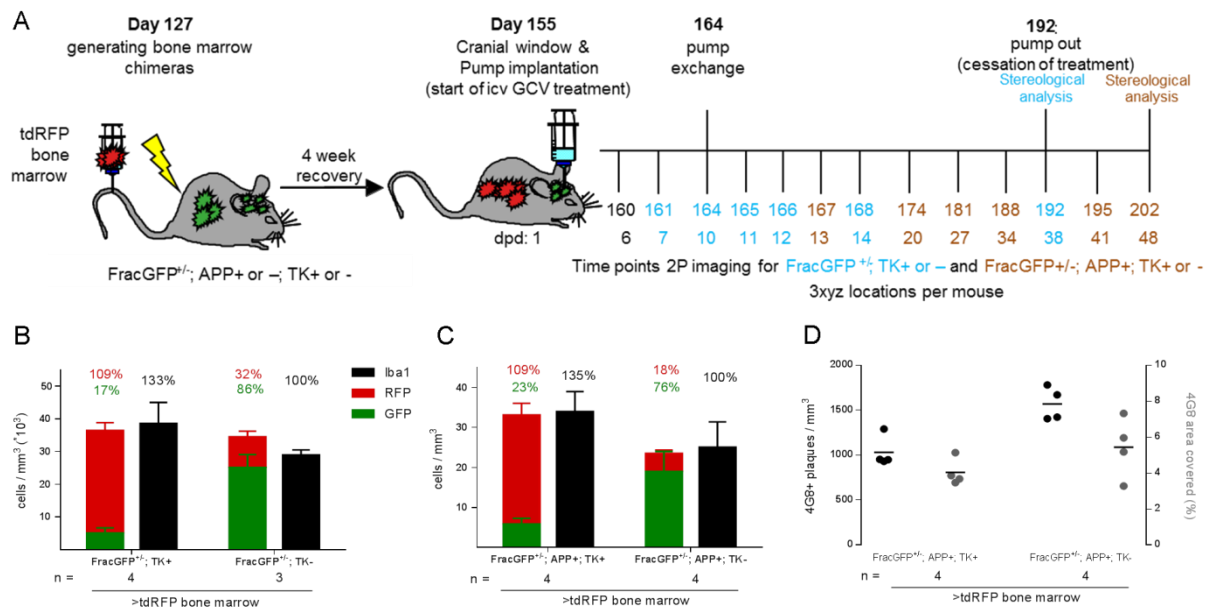 A
Day 127
generating bone marrow
chimeras
Day 155
Cranial window &
Pump implantation
(start of icv GCV treatment)
164
pump
exchange
192;
pump out
(cessation of treatment)
Stereological
analysis
Stereological
analysis
tdRFP
bone
marrow
4 week
recovery
dpd: 1
160 161 164 165 166 167 168 174 181 188 192 195 202
6 7 10 11 12 13 14 20 27 34 38 41 48
FracGFP+/-; APP+ or –; TK+ or -
Time points 2P imaging for FracGFP +/-; TK+ or – and FracGFP+/-; APP+; TK+ or -
3xyz locations per mouse
B
109%
17%
133%
32%
86%
100%
Iba1
RFP
GFP
cells / mm3 (*103)
50
40
30
20
10
FracGFP+/-; TK+
FracGFP+/-; TK-
n =
4
3
>tdRFP bone marrow
C
109%
23%
135%
18%
76%
100%
cells / mm3
40
30
20
10
FracGFP+/-; APP+; TK+
FracGFP+/-; APP+; TK-
n =
4
4
>tdRFP bone marrow
D
4G8+ plaques / mm3
2000
1500
1000
500
0
10
8
6
4
2
0
4G8 area covered (%)
FracGFP+/-; APP+; TK+
FracGFP+/-; APP+; TK-
n =
4
4
>tdRFP bone marrow